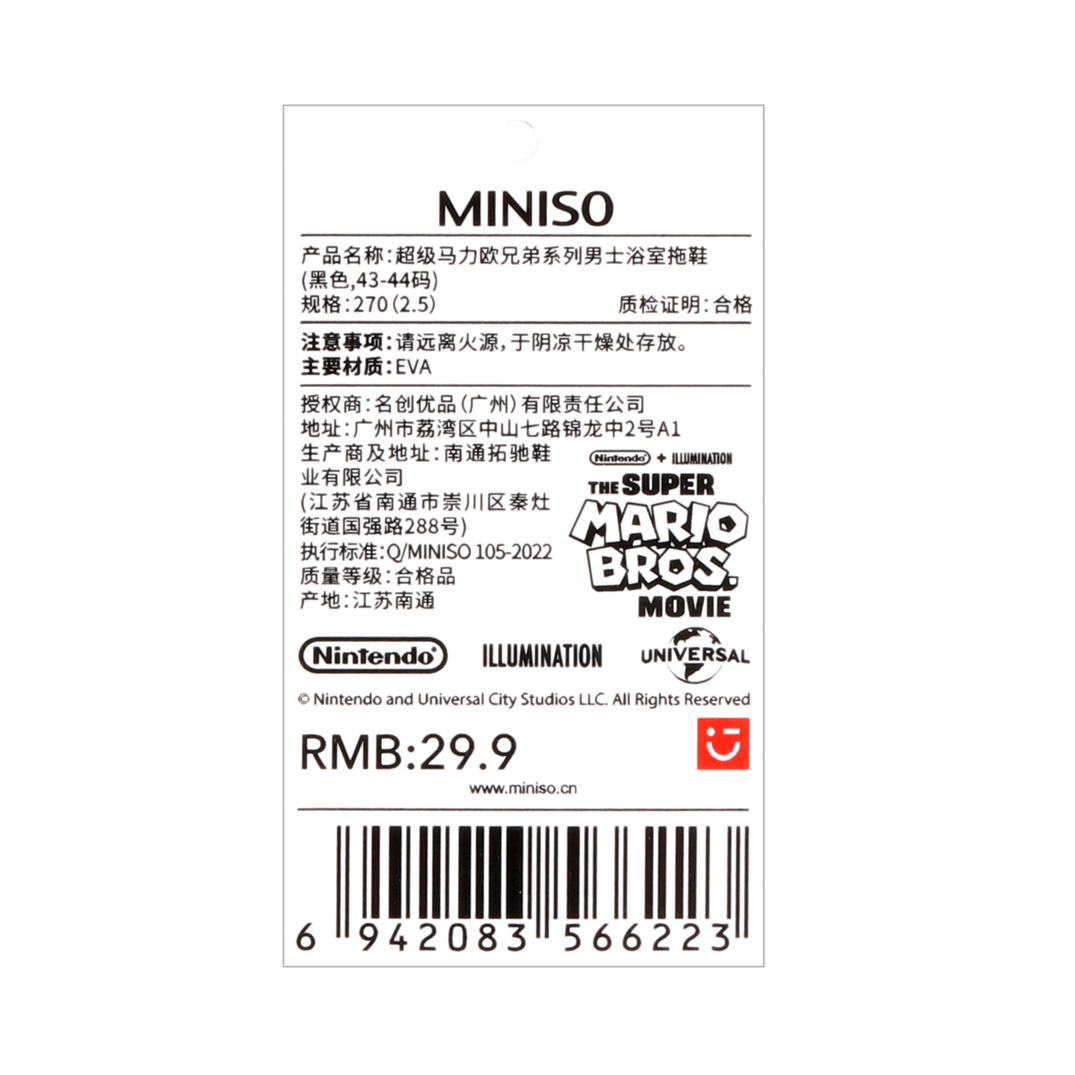 MINISO
产品名称:超级马力欧兄弟系列男士浴室拖鞋
(黑色,43-44码)
规格:270(2.5) 质检证明:合格
注意事项:请远离火源,于阴凉干燥处存放。
主要材质:EVA
授权商:名创优品(广州)有限责任公司
地址:广州市荔湾区中山七路锦龙中2号A1
生产商及地址:南通拓驰鞋
业有限公司
(江苏省南通市崇川区秦灶
街道国强路288号)
执行标准:Q/MINISO 105-2022
质量等级:合格品
产地:江苏南通
Nintendo + ILLUMINATION
THE SUPER
MARIO
BROS.
MOVIE
Nintendo ILLUMINATION UNIVERSAL
© Nintendo and Universal City Studios LLC. All Rights Reserved
RMB:29.9
www.miniso.cn
6 942083 566223